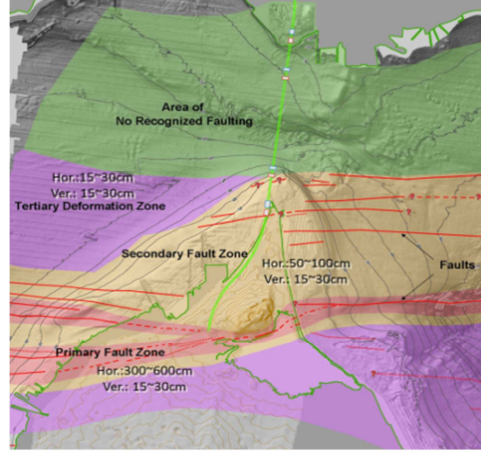 Area of
No Recognized Faulting
Hor.:15~30cm
Ver.: 15~30cm
Tertiary Deformation Zone
Secondary Fault Zone
Hor.:50~100cm
Ver.: 15~30cm
Faults
Primary Fault Zone
Hor.:300~600cm
Ver.: 15~30cm